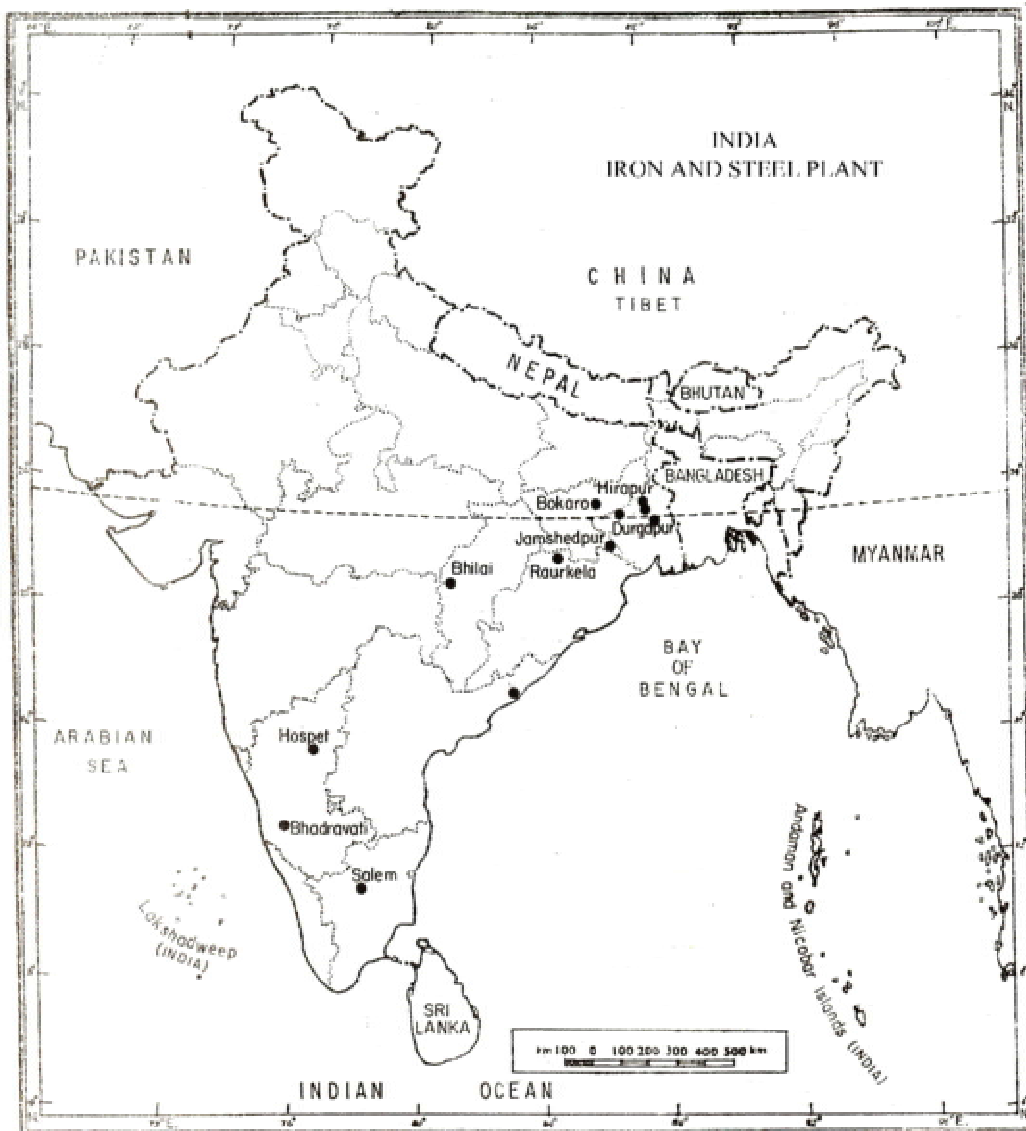 INDIA
IRON AND STEEL PLANT
PAKISTAN
CHINA
TIBET
NEPAL
BHUTAN
BANGLADESH
Hirapur
Bokaro
Durgapur
Jamshedpur
Raurkela
Bhilai
MYANMAR
BAY
OF
BENGAL
ARABIAN
SEA
Hospet
Bhadravati
Salem
Lakshadweep
(INDIA)
Andaman and Nicobar Islands (INDIA)
SRI
LANKA
km 100 0 100 200 300 400 500 km
INDIAN OCEAN